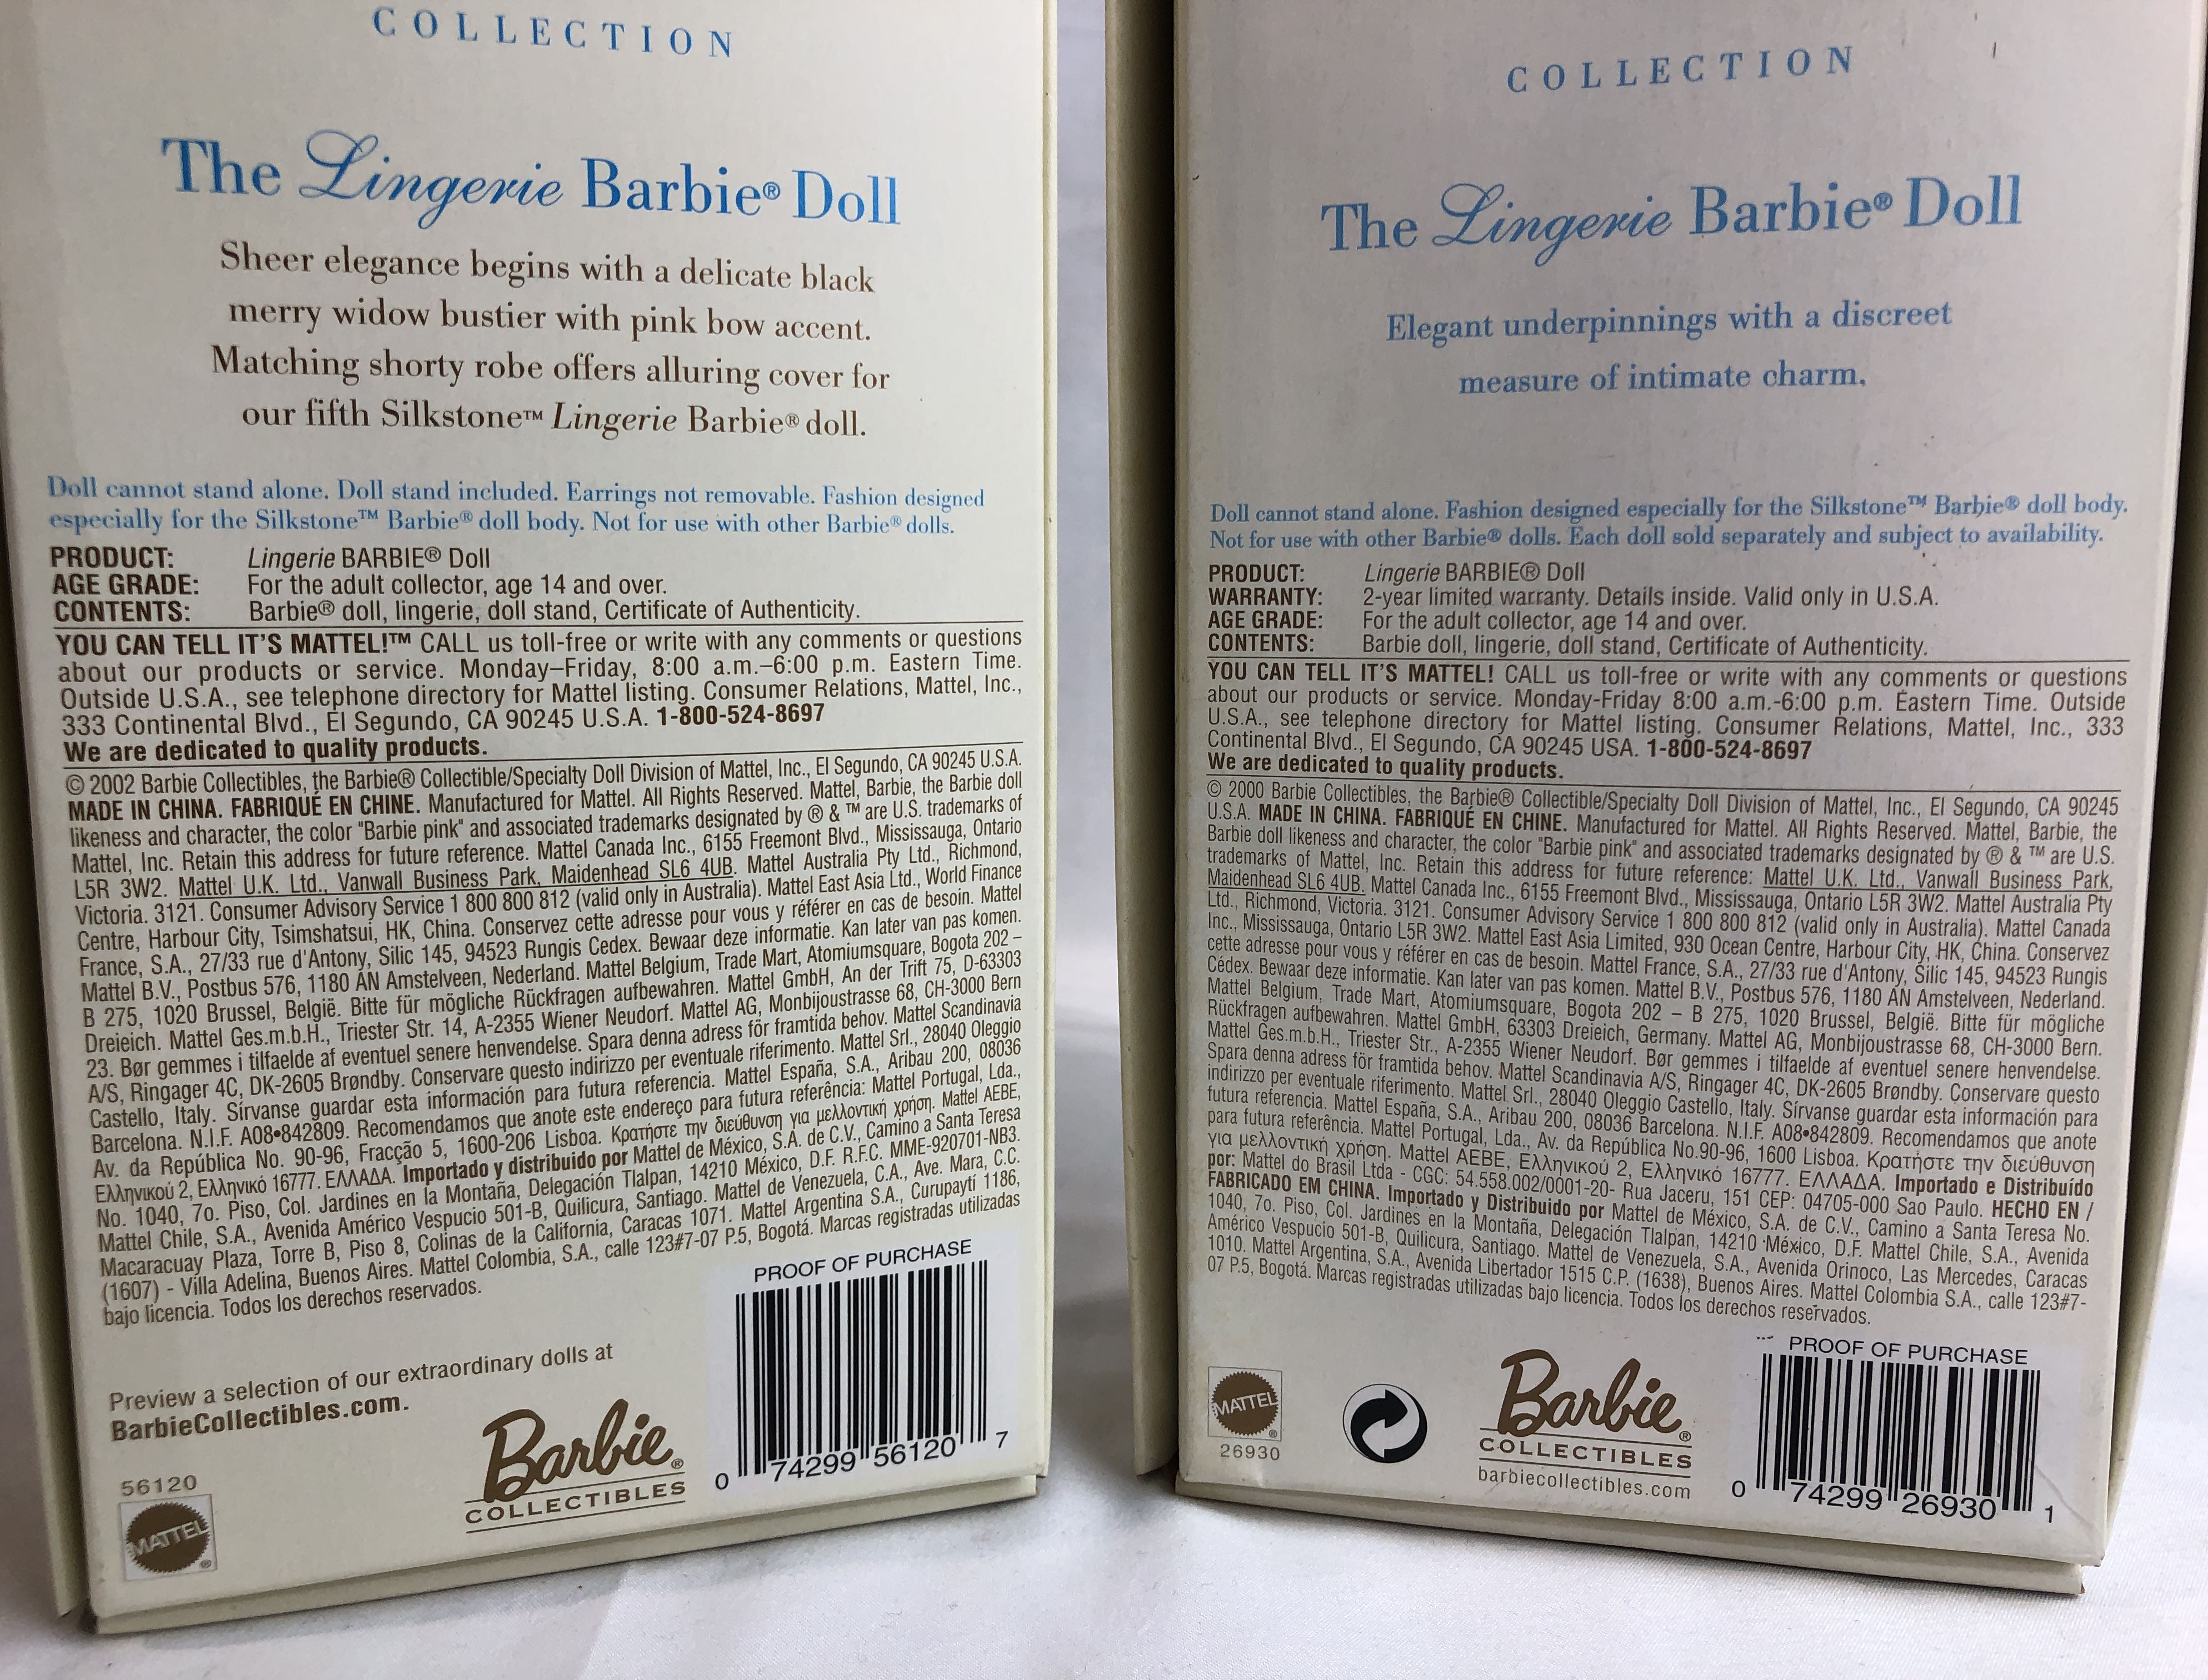 COLLECTION
The Lingerie Barbie® Doll
Sheer elegance begins with a delicate black
merry widow bustier with pink bow accent.
Matching shorty robe offers alluring cover for
our fifth Silkstone™ Lingerie Barbie® doll.
Doll cannot stand alone. Doll stand included. Earrings not removable. Fashion designed
especially for the Silkstone™ Barbie® doll body. Not for use with other Barbie® dolls.
PRODUCT: Lingerie BARBIE® Doll
AGE GRADE: For the adult collector, age 14 and over.
CONTENTS: Barbie® doll, lingerie, doll stand, Certificate of Authenticity.
YOU CAN TELL IT'S MATTEL!™ CALL us toll-free or write with any comments or questions
about our products or service. Monday–Friday, 8:00 a.m.–6:00 p.m. Eastern Time.
Outside U.S.A., see telephone directory for Mattel listing. Consumer Relations, Mattel, Inc.,
333 Continental Blvd., El Segundo, CA 90245 U.S.A. 1-800-524-8697
We are dedicated to quality products.
© 2002 Barbie Collectibles, the Barbie® Collectible/Specialty Doll Division of Mattel, Inc., El Segundo, CA 90245 U.S.A.
MADE IN CHINA. FABRIQUÉ EN CHINE. Manufactured for Mattel. All Rights Reserved. Mattel, Barbie, the Barbie doll
likeness and character, the color "Barbie pink" and associated trademarks designated by ® & ™ are U.S. trademarks of
Mattel, Inc. Retain this address for future reference. Mattel Canada Inc., 6155 Freemont Blvd., Mississauga, Ontario
L5R 3W2. Mattel U.K. Ltd., Vanwall Business Park, Maidenhead SL6 4UB. Mattel Australia Pty Ltd., Richmond,
Victoria. 3121. Consumer Advisory Service 1 800 800 812 (valid only in Australia). Mattel East Asia Ltd., World Finance
Centre, Harbour City, Tsimshatsui, HK, China. Conservez cette adresse pour vous y référer en cas de besoin. Mattel
France, S.A., 27/33 rue d'Antony, Silic 145, 94523 Rungis Cedex. Bewaar deze informatie. Kan later van pas komen.
Mattel B.V., Postbus 576, 1180 AN Amstelveen, Nederland. Mattel Belgium, Trade Mart, Atomiumsquare, Bogota 202 –
B 275, 1020 Brussel, België. Bitte für mögliche Rückfragen aufbewahren. Mattel GmbH, An der Trift 75, D-63303
Dreieich. Mattel Ges.m.b.H., Triester Str. 14, A-2355 Wiener Neudorf. Mattel AG, Monbijoustrasse 68, CH-3000 Bern
23. Bør gemmes i tilfaelde af eventuel senere henvendelse. Spara denna adress för framtida behov. Mattel Scandinavia
A/S, Ringager 4C, DK-2605 Brøndby. Conservare questo indirizzo per eventuale riferimento. Mattel Srl., 28040 Oleggio
Castello, Italy. Sírvanse guardar esta información para futura referencia. Mattel España, S.A., Aribau 200, 08036
Barcelona. N.I.F. A08•842809. Recomendamos que anote este endereço para futura referência: Mattel Portugal, Lda.,
Av. da República No. 90-96, Fracção 5, 1600-206 Lisboa. Κρατήστε την διεύθυνση για μελλοντική χρήση. Mattel AEBE,
Ελληνικού 2, Ελληνικό 16777. ΕΛΛΑΔΑ. Importado y distribuido por Mattel de México, S.A. de C.V., Camino a Santa Teresa
No. 1040, 7o. Piso, Col. Jardines en la Montaña, Delegación Tlalpan, 14210 México, D.F. R.F.C. MME-920701-NB3.
Mattel Chile, S.A., Avenida Américo Vespucio 501-B, Quilicura, Santiago. Mattel de Venezuela, C.A., Ave. Mara, C.C.
Macaracuay Plaza, Torre B, Piso 8, Colinas de la California, Caracas 1071. Mattel Argentina S.A., Curupaytí 1186,
(1607) - Villa Adelina, Buenos Aires. Mattel Colombia, S.A., calle 123#7-07 P.5, Bogotá. Marcas registradas utilizadas
bajo licencia. Todos los derechos reservados.
PROOF OF PURCHASE
Preview a selection of our extraordinary dolls at
BarbieCollectibles.com.
Barbie®
COLLECTIBLES
0 74299 56120 7
56120
MATTEL®
COLLECTION
The Lingerie Barbie® Doll
Elegant underpinnings with a discreet
measure of intimate charm.
Doll cannot stand alone. Fashion designed especially for the Silkstone™ Barbie® doll body.
Not for use with other Barbie® dolls. Each doll sold separately and subject to availability.
PRODUCT: Lingerie BARBIE® Doll
WARRANTY: 2-year limited warranty. Details inside. Valid only in U.S.A.
AGE GRADE: For the adult collector, age 14 and over.
CONTENTS: Barbie doll, lingerie, doll stand, Certificate of Authenticity.
YOU CAN TELL IT'S MATTEL! CALL us toll-free or write with any comments or questions
about our products or service. Monday-Friday 8:00 a.m.-6:00 p.m. Eastern Time. Outside
U.S.A., see telephone directory for Mattel listing. Consumer Relations, Mattel, Inc., 333
Continental Blvd., El Segundo, CA 90245 USA. 1-800-524-8697
We are dedicated to quality products.
© 2000 Barbie Collectibles, the Barbie® Collectible/Specialty Doll Division of Mattel, Inc., El Segundo, CA 90245
U.S.A. MADE IN CHINA. FABRIQUÉ EN CHINE. Manufactured for Mattel. All Rights Reserved. Mattel, Barbie, the
Barbie doll likeness and character, the color "Barbie pink" and associated trademarks designated by ® & ™ are U.S.
trademarks of Mattel, Inc. Retain this address for future reference: Mattel U.K. Ltd., Vanwall Business Park,
Maidenhead SL6 4UB. Mattel Canada Inc., 6155 Freemont Blvd., Mississauga, Ontario L5R 3W2. Mattel Australia Pty
Ltd., Richmond, Victoria. 3121. Consumer Advisory Service 1 800 800 812 (valid only in Australia). Mattel Canada
Inc., Mississauga, Ontario L5R 3W2. Mattel East Asia Limited, 930 Ocean Centre, Harbour City, HK, China. Conservez
cette adresse pour vous y référer en cas de besoin. Mattel France, S.A., 27/33 rue d'Antony, Silic 145, 94523 Rungis
Cédex. Bewaar deze informatie. Kan later van pas komen. Mattel B.V., Postbus 576, 1180 AN Amstelveen, Nederland.
Mattel Belgium, Trade Mart, Atomiumsquare, Bogota 202 – B 275, 1020 Brussel, België. Bitte für mögliche
Rückfragen aufbewahren. Mattel GmbH, 63303 Dreieich, Germany. Mattel AG, Monbijoustrasse 68, CH-3000 Bern.
Mattel Ges.m.b.H., Triester Str., A-2355 Wiener Neudorf. Bør gemmes i tilfaelde af eventuel senere henvendelse.
Spara denna adress för framtida behov. Mattel Scandinavia A/S, Ringager 4C, DK-2605 Brøndby. Conservare questo
indirizzo per eventuale riferimento. Mattel Srl., 28040 Oleggio Castello, Italy. Sírvanse guardar esta información para
futura referencia. Mattel España, S.A., Aribau 200, 08036 Barcelona. N.I.F. A08•842809. Recomendamos que anote
para futura referência. Mattel Portugal, Lda., Av. da República No.90-96, 1600 Lisboa. Κρατήστε την διεύθυνση
για μελλοντική χρήση. Mattel AEBE, Ελληνικού 2, Ελληνικό 16777. ΕΛΛΑΔΑ. Importado e Distribuído
por: Mattel do Brasil Ltda - CGC: 54.558.002/0001-20- Rua Jaceru, 151 CEP: 04705-000 Sao Paulo. HECHO EN /
FABRICADO EM CHINA. Importado y Distribuido por Mattel de México, S.A. de C.V., Camino a Santa Teresa No.
1040, 7o. Piso, Col. Jardines en la Montaña, Delegación Tlalpan, 14210 México, D.F. Mattel Chile, S.A., Avenida
Américo Vespucio 501-B, Quilicura, Santiago. Mattel de Venezuela, S.A., Avenida Orinoco, Las Mercedes, Caracas
1010. Mattel Argentina, S.A., Avenida Libertador 1515 C.P. (1638), Buenos Aires. Mattel Colombia S.A., calle 123#7-
07 P.5, Bogotá. Marcas registradas utilizadas bajo licencia. Todos los derechos reservados.
PROOF OF PURCHASE
MATTEL®
26930
Barbie®
COLLECTIBLES
barbiecollectibles.com
0 74299 26930 1